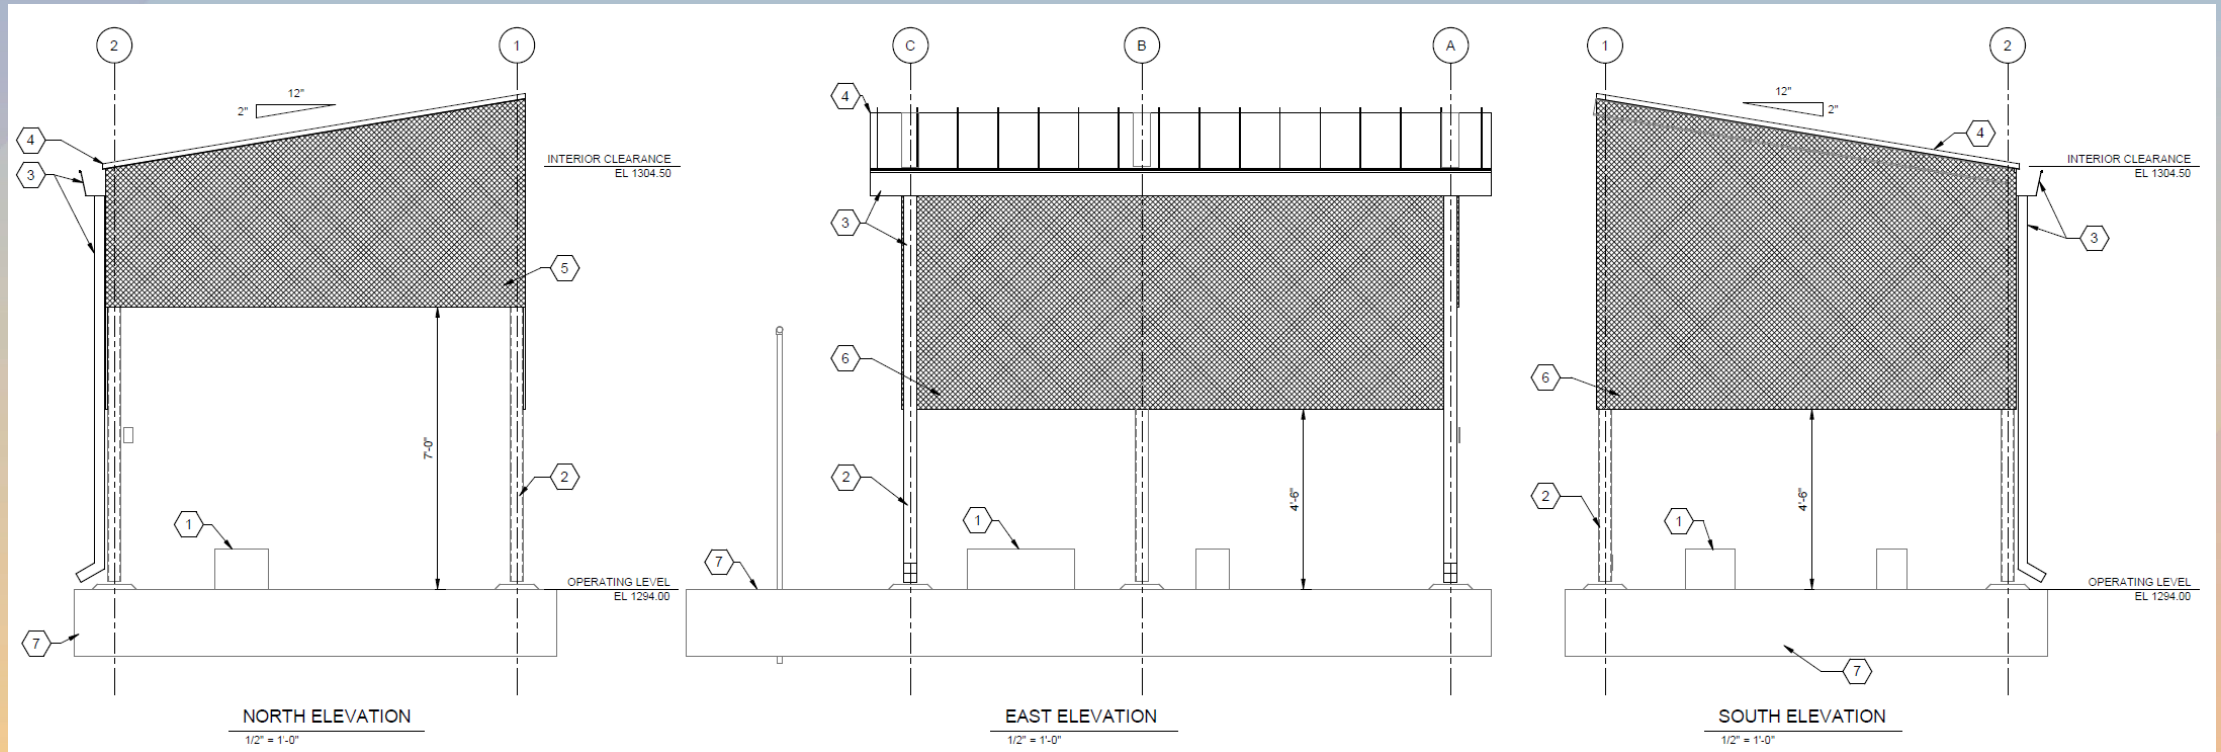 2
1
12"
2"
4
3
INTERIOR CLEARANCE
EL 1304.50
5
7'-0"
2
1
OPERATING LEVEL
EL 1294.00
7
NORTH ELEVATION
1/2" = 1'-0"
C
B
A
4
3
6
2
4'-6"
1
7
EAST ELEVATION
1/2" = 1'-0"
1
2
12"
2"
4
INTERIOR CLEARANCE
EL 1304.50
3
6
2
4'-6"
1
OPERATING LEVEL
EL 1294.00
7
SOUTH ELEVATION
1/2" = 1'-0"